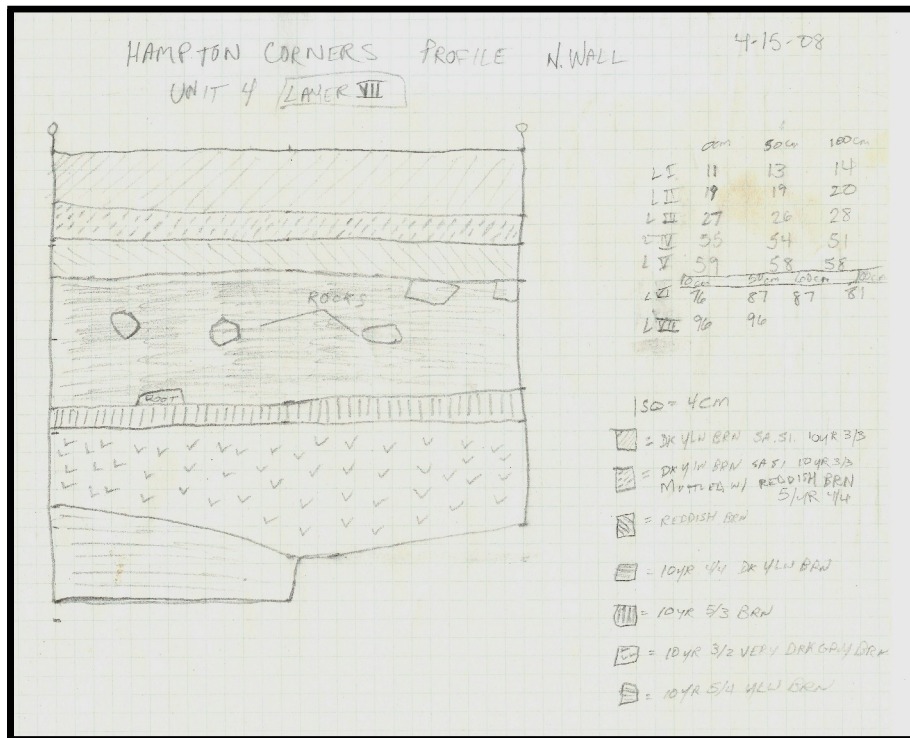 HAMPTON CORNERS PROFILE N. WALL
4-15-08
UNIT 4 LAYER VII
0cm 50cm 100cm
L I 11 13 14
L II 19 19 20
L III 27 26 28
L IV 55 54 51
L V 59 58 58
50cm 60cm 100cm
L VI 76 87 87 81
L VII 96 96
ROCKS
ROOT
1SQ = 4CM
= DK YLW BRN SA.SI. 10YR 3/3
= DK YLW BRN SA SI 10YR 3/3
MOTTLED W/ REDDISH BRN
5/YR 4/4
= REDDISH BRN
= 10YR 4/4 DK YLW BRN
= 10YR 5/3 BRN
= 10YR 3/2 VERY DRK GRY BRN
= 10YR 5/4 YLW BRN